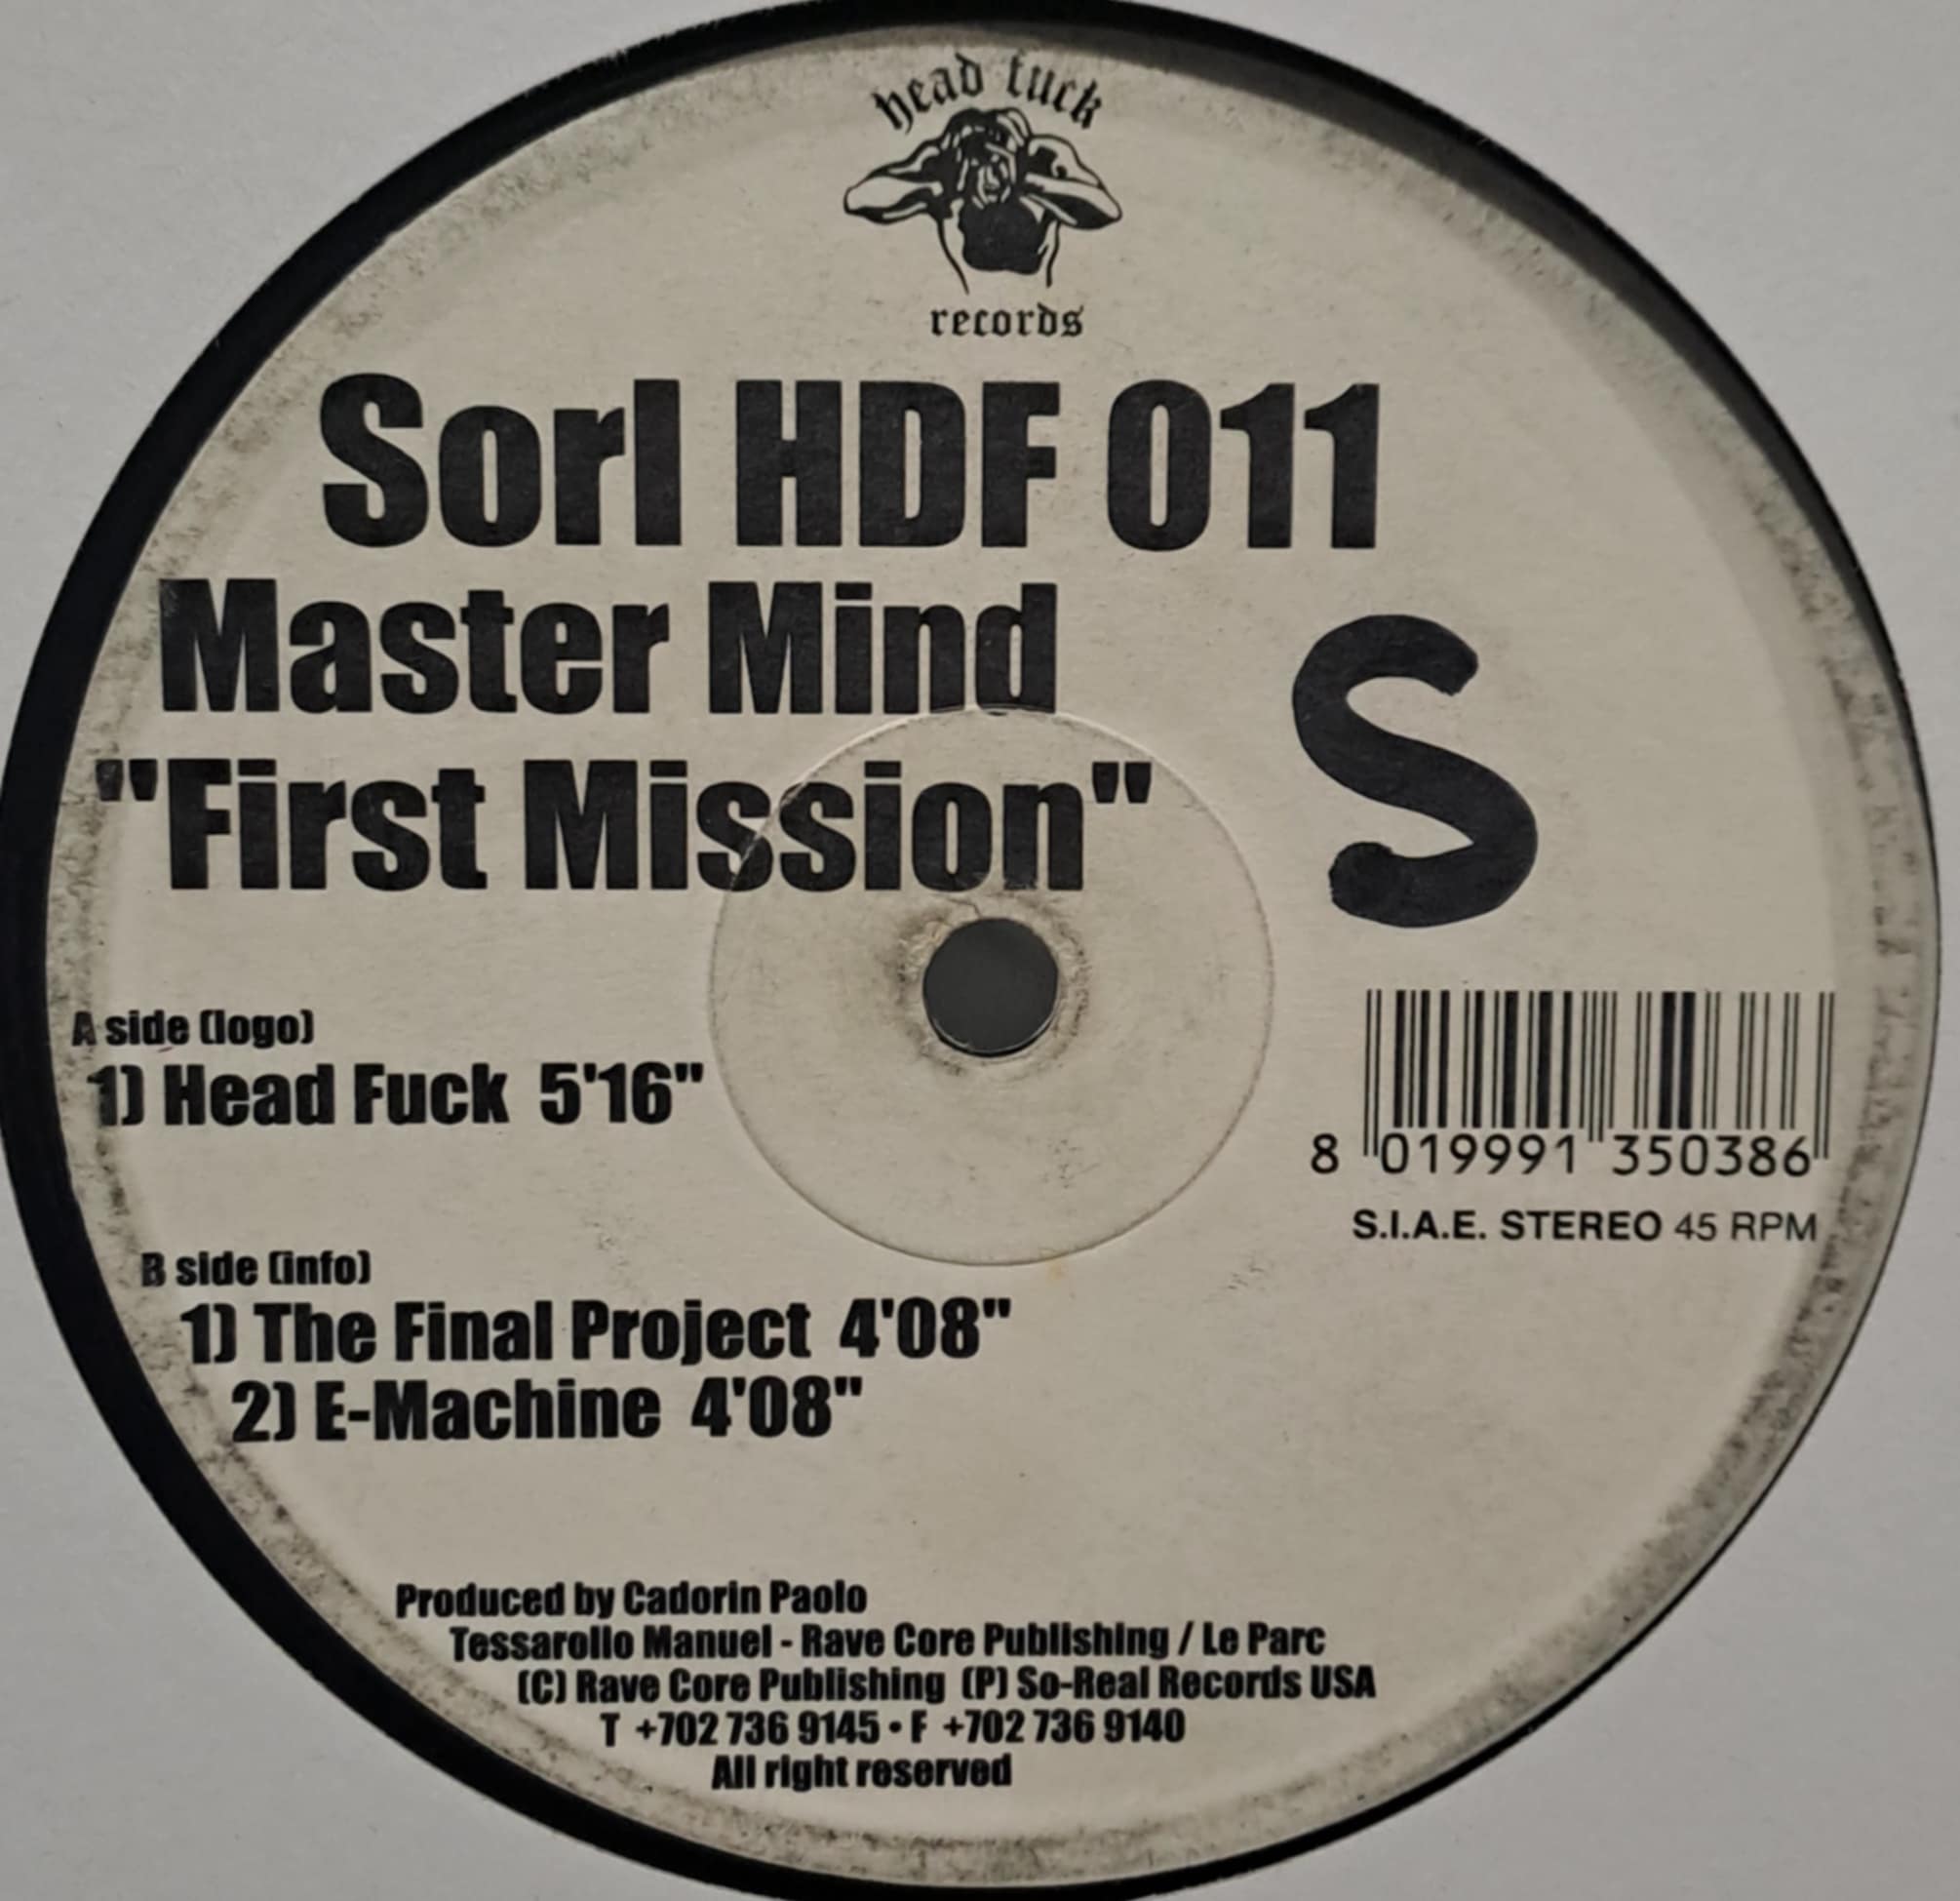 head fuck
records
Sorl HDF 011
Master Mind
"First Mission"
S
A side (logo)
1) Head Fuck 5'16"
8 019991 350386
S.I.A.E. STEREO 45 RPM
B side (info)
1) The Final Project 4'08"
2) E-Machine 4'08"
Produced by Cadorin Paolo
Tessarollo Manuel - Rave Core Publishing / Le Parc
(C) Rave Core Publishing (P) So-Real Records USA
T +702 736 9145 • F +702 736 9140
All right reserved